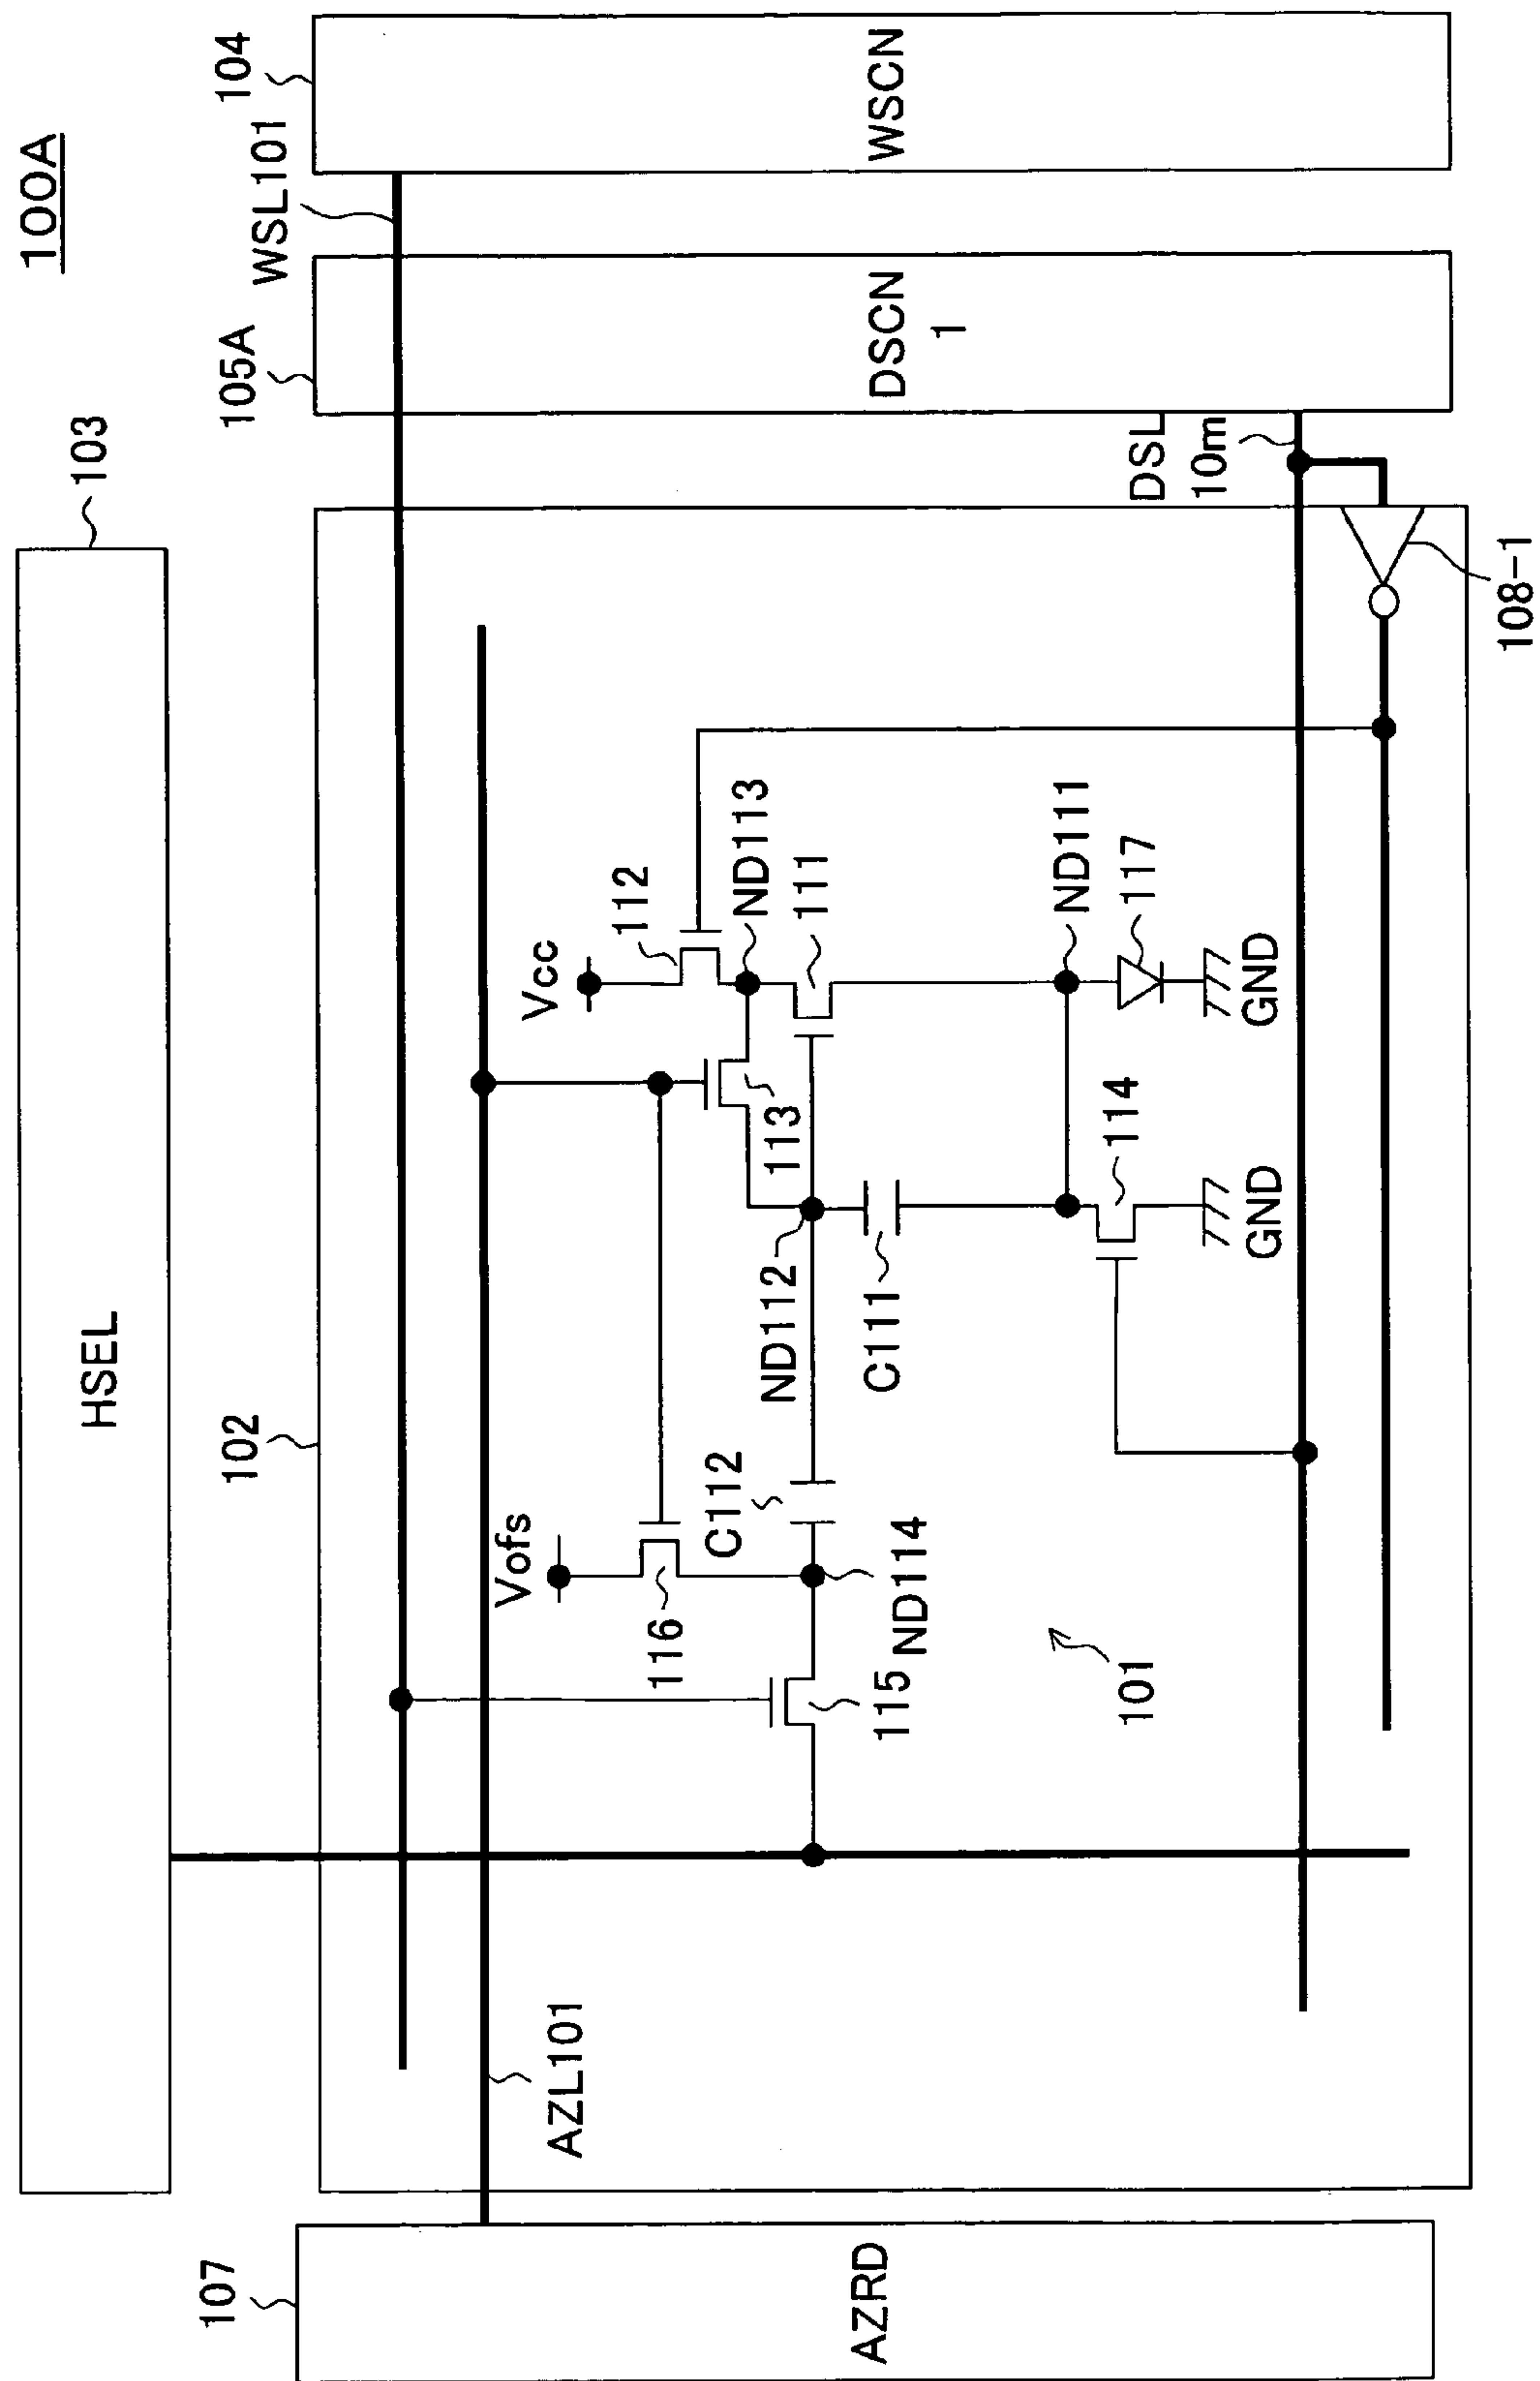 100A
103
HSEL
104
WSCN
WSL101
105A
DSCN
1
DSL
10m
108-1
102
107
AZRD
AZL101
Vcc
112
ND113
111
113
ND111
117
GND
114
GND
ND112
C111
C112
Vofs
116
ND114
115
101